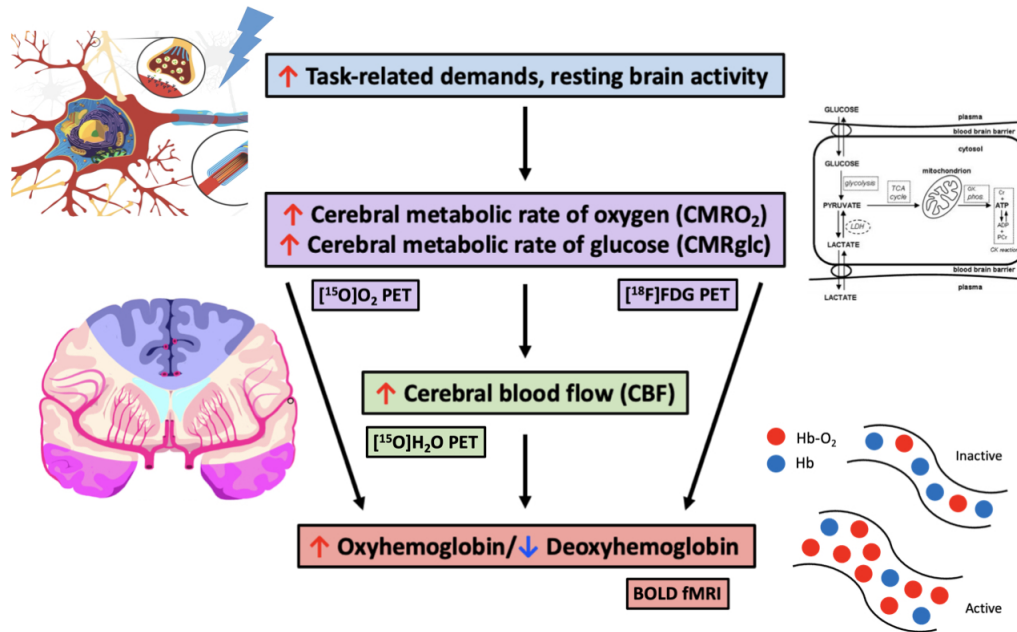 ↑ Task-related demands, resting brain activity
↑ Cerebral metabolic rate of oxygen (CMRO₂)
↑ Cerebral metabolic rate of glucose (CMRglc)
[¹⁵O]O₂ PET
[¹⁸F]FDG PET
↑ Cerebral blood flow (CBF)
[¹⁵O]H₂O PET
↑ Oxyhemoglobin/↓ Deoxyhemoglobin
BOLD fMRI
GLUCOSE
plasma
blood brain barrier
cytosol
GLUCOSE
mitochondrion
glycolysis
TCA
cycle
phos.
Cr
+
ATP
PYRUVATE
ADP
+
PCr
LDH
CK reaction
LACTATE
blood brain barrier
plasma
LACTATE
Hb-O₂
Hb
Inactive
Active